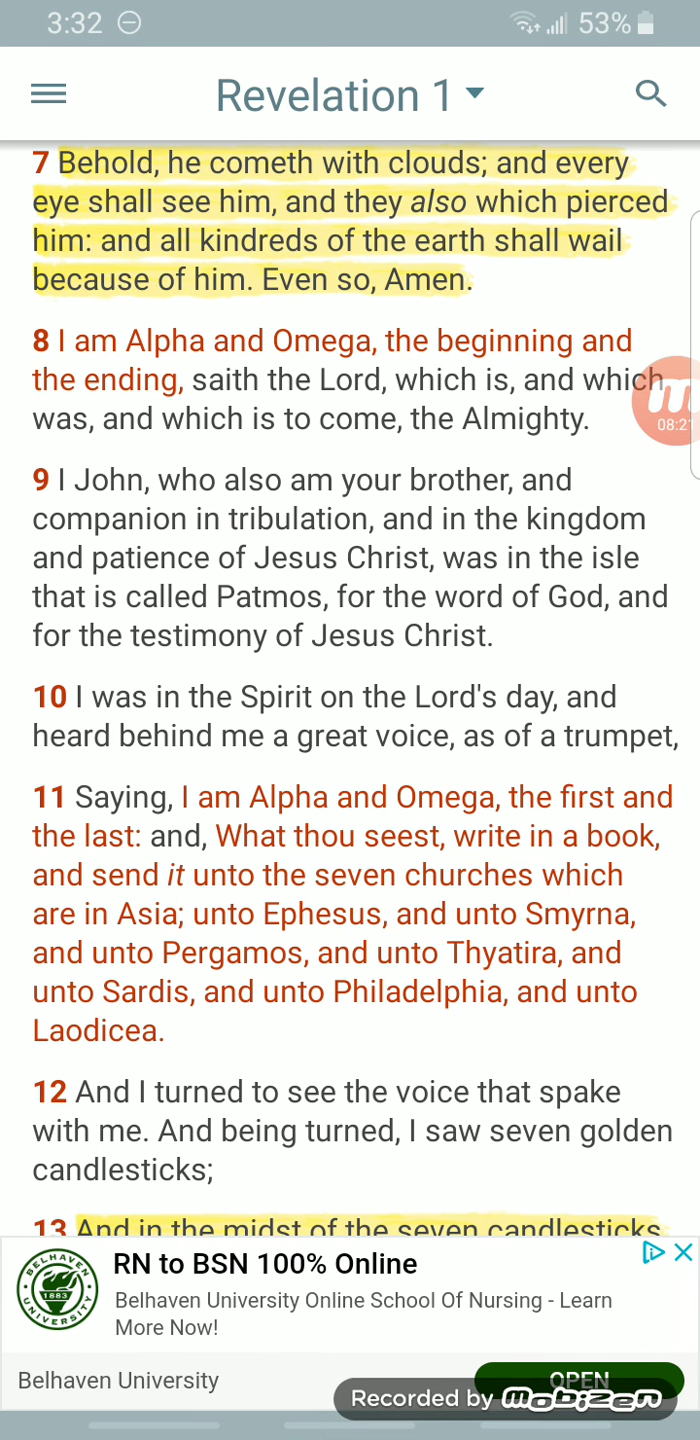 3:32 53%
Revelation 1
7 Behold, he cometh with clouds; and every
eye shall see him, and they also which pierced
him: and all kindreds of the earth shall wail
because of him. Even so, Amen.
8 I am Alpha and Omega, the beginning and
the ending, saith the Lord, which is, and which
was, and which is to come, the Almighty.
m
08:21
9 I John, who also am your brother, and
companion in tribulation, and in the kingdom
and patience of Jesus Christ, was in the isle
that is called Patmos, for the word of God, and
for the testimony of Jesus Christ.
10 I was in the Spirit on the Lord's day, and
heard behind me a great voice, as of a trumpet,
11 Saying, I am Alpha and Omega, the first and
the last: and, What thou seest, write in a book,
and send it unto the seven churches which
are in Asia; unto Ephesus, and unto Smyrna,
and unto Pergamos, and unto Thyatira, and
unto Sardis, and unto Philadelphia, and unto
Laodicea.
12 And I turned to see the voice that spake
with me. And being turned, I saw seven golden
candlesticks;
13 And in the midst of the seven candlesticks
BELHAVEN
1883
UNIVERSITY
RN to BSN 100% Online
Belhaven University Online School Of Nursing - Learn
More Now!
Belhaven University
OPEN
Recorded by mobizen